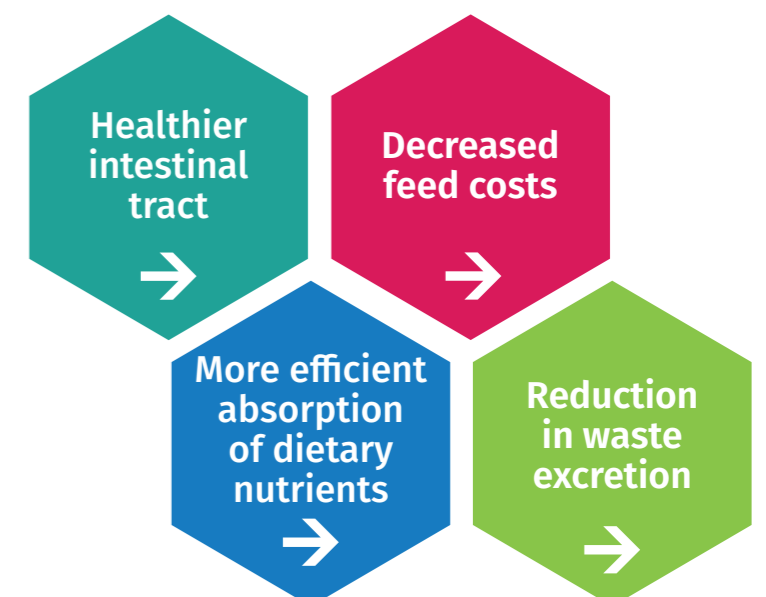 Healthier
intestinal
tract
→
Decreased
feed costs
→
More efficient
absorption
of dietary
nutrients
→
Reduction
in waste
excretion
→